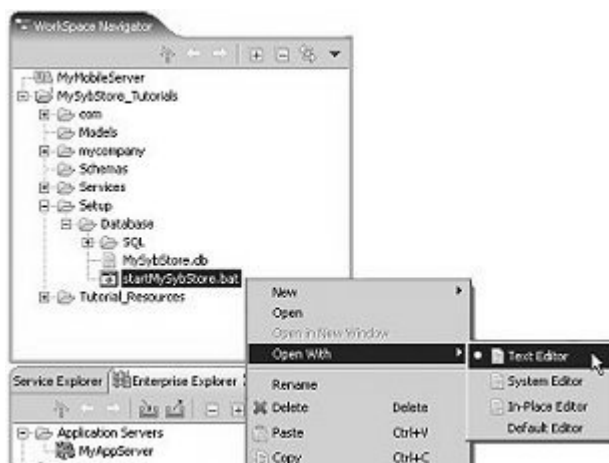 WorkSpace Navigator
MyMobileServer
MySybStore_Tutorials
com
Models
mycompany
Schemas
Services
Setup
Database
SQL
MySybStore.db
startMySybStore.bat
Tutorial_Resources
New
Open
Open in New Window
Open With
Text Editor
System Editor
In-Place Editor
Default Editor
Rename
Delete Delete
Paste Ctrl+V
Copy Ctrl+C
Service Explorer Enterprise Explorer
Application Servers
MyAppServer